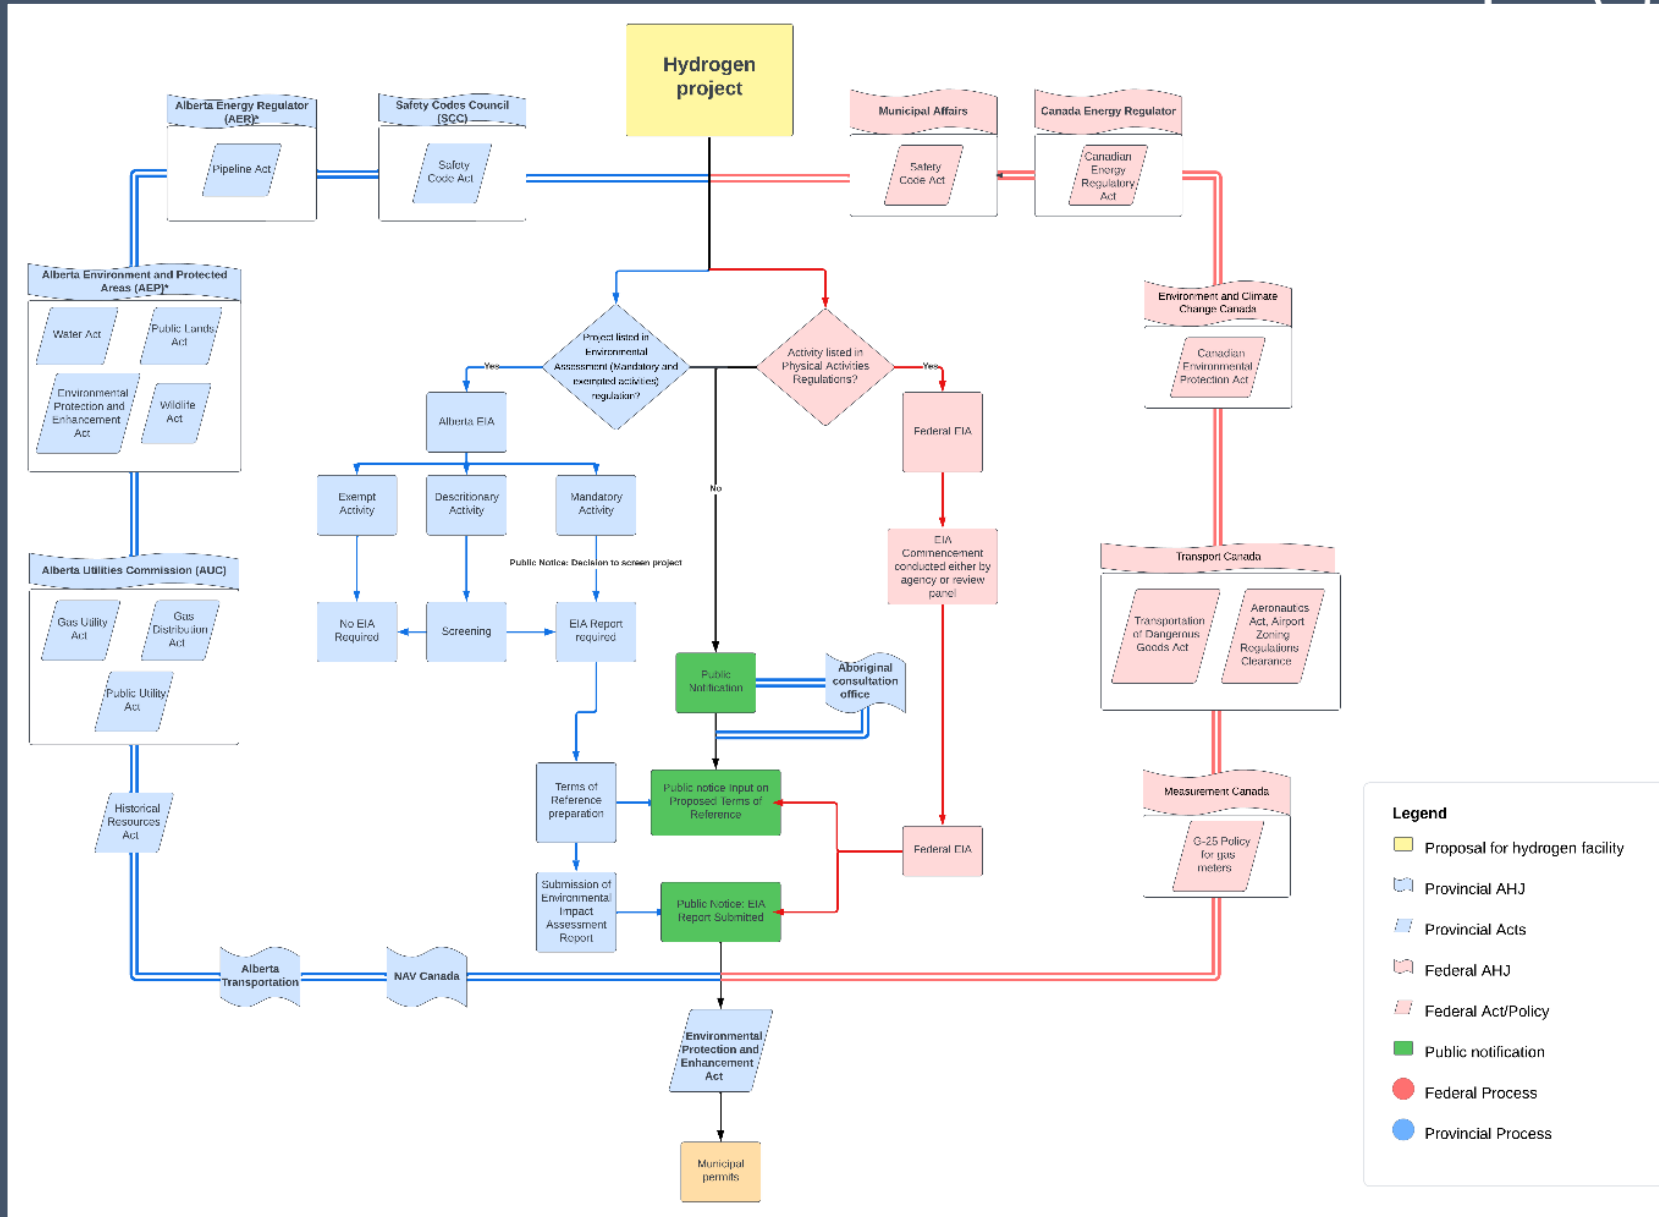 Hydrogen
project
Alberta Energy Regulator
(AER)*
Pipeline Act
Safety Codes Council
(SCC)
Safety
Code Act
Municipal Affairs
Safety
Code Act
Canada Energy Regulator
Canadian
Energy
Regulatory
Act
Alberta Environment and Protected
Areas (AEP)*
Water Act
Public Lands
Act
Environmental
Protection and
Enhancement
Act
Wildlife
Act
Project listed in
Environmental
Assessment (Mandatory and
exempted activities)
regulation?
Activity listed in
Physical Activities
Regulations?
Yes
Yes
No
Environment and Climate
Change Canada
Canadian
Environmental
Protection Act
Alberta EIA
Federal EIA
Exempt
Activity
Descritionary
Activity
Mandatory
Activity
Public Notice: Decision to screen project
EIA
Commencement
conducted either by
agency or review
panel
No EIA
Required
Screening
EIA Report
required
Alberta Utilities Commission (AUC)
Gas Utility
Act
Gas
Distribution
Act
Public Utility
Act
Transport Canada
Transportation
of Dangerous
Goods Act
Aeronautics
Act, Airport
Zoning
Regulations
Clearance
Public
Notification
Aboriginal
consultation
office
Historical
Resources
Act
Terms of
Reference
preparation
Public notice Input on
Proposed Terms of
Reference
Measurement Canada
G-25 Policy
for gas
meters
Federal EIA
Submission of
Environmental
Impact
Assessment
Report
Public Notice: EIA
Report Submitted
Alberta
Transportation
NAV Canada
Environmental
Protection and
Enhancement
Act
Municipal
permits
Legend
Proposal for hydrogen facility
Provincial AHJ
Provincial Acts
Federal AHJ
Federal Act/Policy
Public notification
Federal Process
Provincial Process